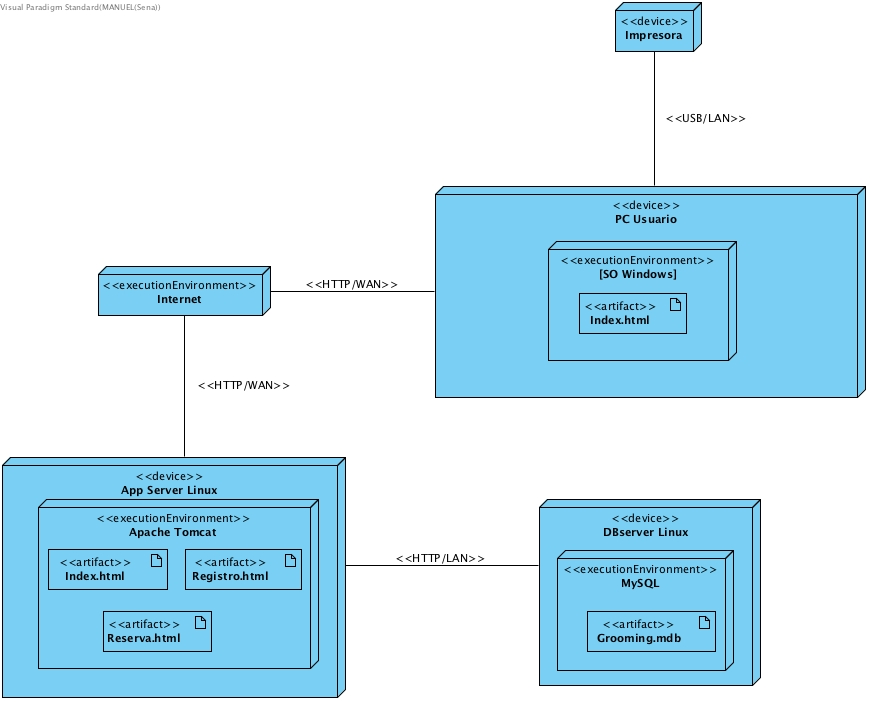 Visual Paradigm Standard(MANUEL(Sena))
<<device>>
Impresora
<<USB/LAN>>
<<device>>
PC Usuario
<<executionEnvironment>>
[SO Windows]
<<artifact>>
Index.html
<<executionEnvironment>>
Internet
<<HTTP/WAN>>
<<HTTP/WAN>>
<<device>>
App Server Linux
<<executionEnvironment>>
Apache Tomcat
<<artifact>>
Index.html
<<artifact>>
Registro.html
<<artifact>>
Reserva.html
<<HTTP/LAN>>
<<device>>
DBserver Linux
<<executionEnvironment>>
MySQL
<<artifact>>
Grooming.mdb